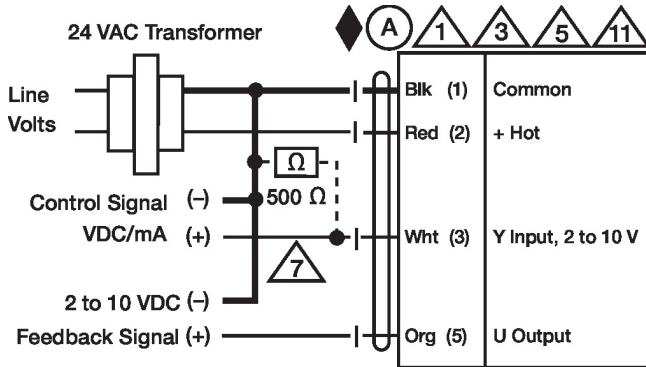 24 VAC Transformer
A 1 3 5 11
Line
Volts
Blk (1) Common
Red (2) + Hot
Ω
500 Ω
Control Signal (-)
VDC/mA (+)
Wht (3) Y Input, 2 to 10 V
7
2 to 10 VDC (-)
Feedback Signal (+)
Org (5) U Output